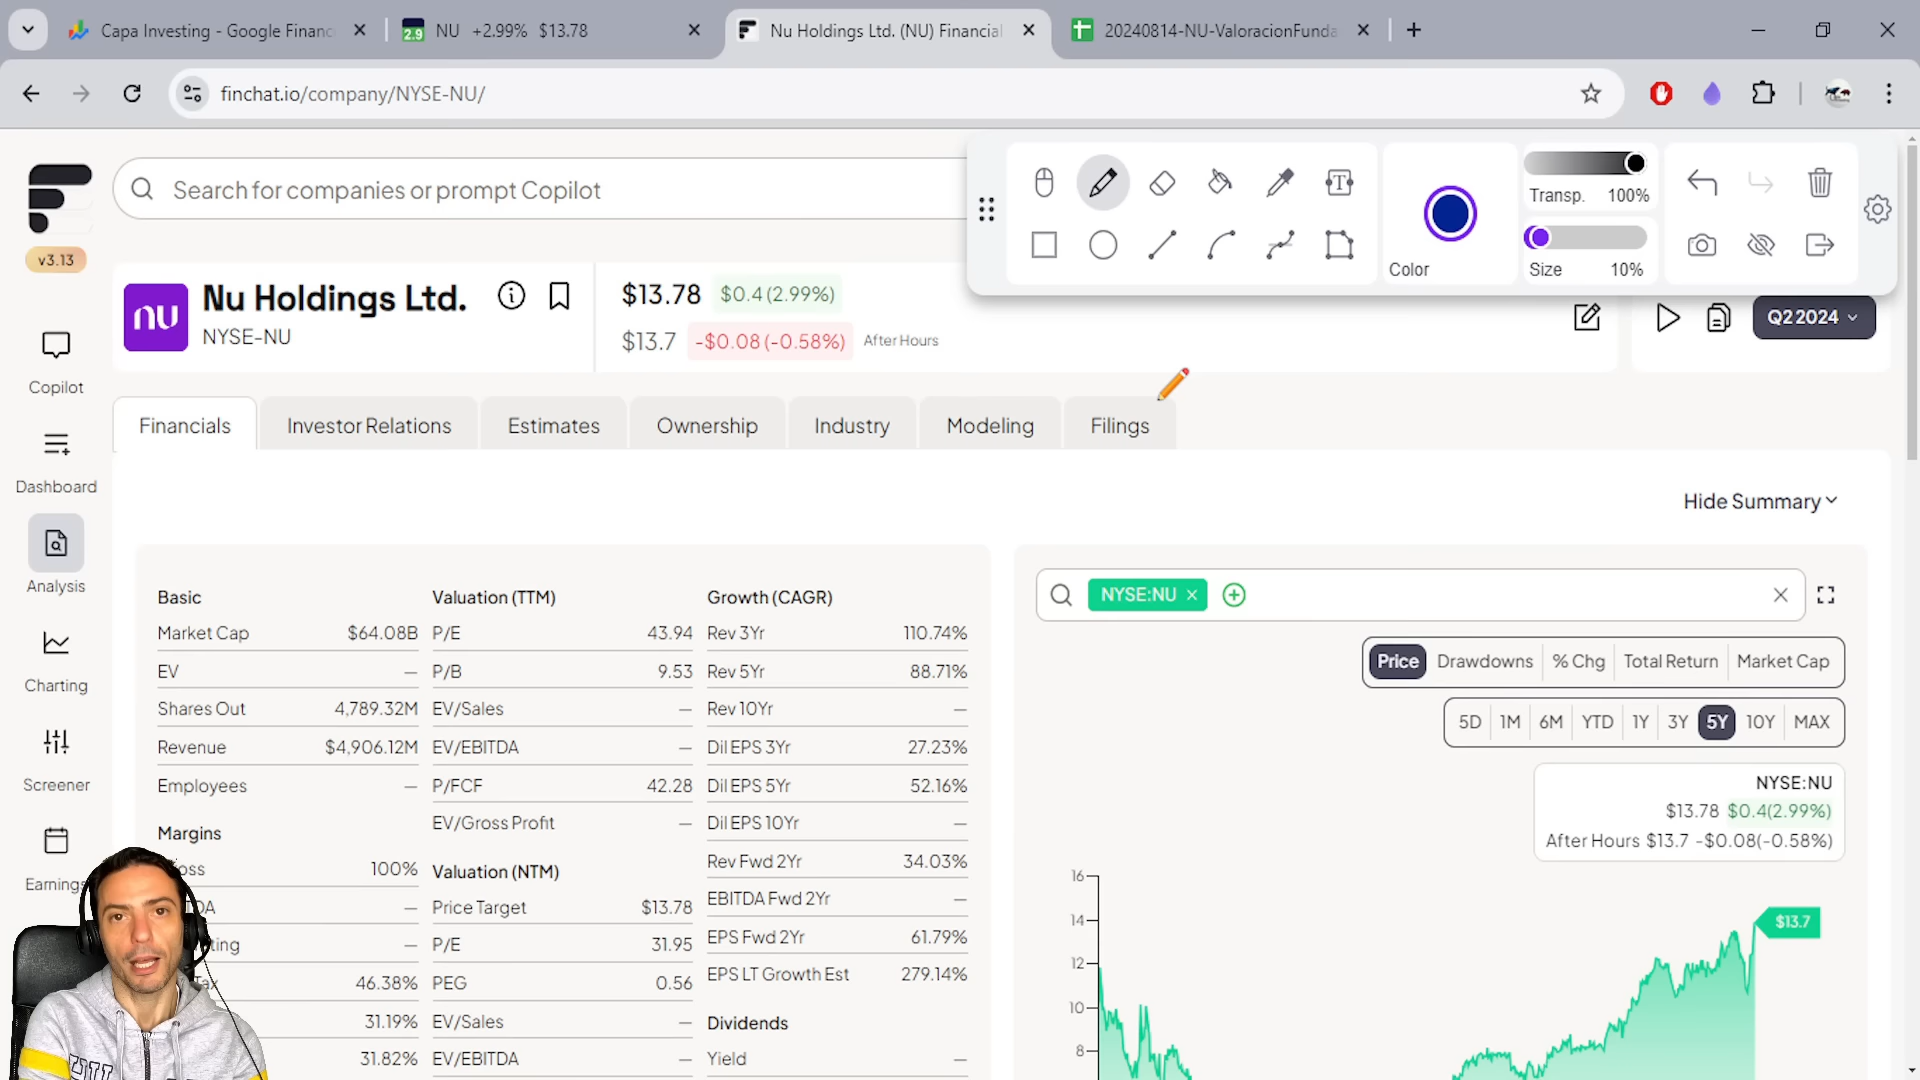 Capa Investing - Google Financ
2.9 NU +2.99% $13.78
Nu Holdings Ltd. (NU) Financial
20240814-NU-ValoracionFunda
finchat.io/company/NYSE-NU/
Search for companies or prompt Copilot
v3.13
Transp. 100%
Color
Size 10%
nu
Nu Holdings Ltd.
NYSE-NU
$13.78 $0.4 (2.99%)
$13.7 -$0.08 (-0.58%) After Hours
Q2 2024
Copilot
Dashboard
Analysis
Charting
Screener
Earnings
Financials
Investor Relations
Estimates
Ownership
Industry
Modeling
Filings
Hide Summary
Basic
Market Cap $64.08B
EV —
Shares Out 4,789.32M
Revenue $4,906.12M
Employees —
Margins
oss 100%
DA —
ting —
Tax 46.38%
31.19%
31.82%
Valuation (TTM)
P/E 43.94
P/B 9.53
EV/Sales —
EV/EBITDA —
P/FCF 42.28
EV/Gross Profit —
Valuation (NTM)
Price Target $13.78
P/E 31.95
PEG 0.56
EV/Sales —
EV/EBITDA —
Growth (CAGR)
Rev 3Yr 110.74%
Rev 5Yr 88.71%
Rev 10Yr —
Dil EPS 3Yr 27.23%
Dil EPS 5Yr 52.16%
Dil EPS 10Yr —
Rev Fwd 2Yr 34.03%
EBITDA Fwd 2Yr —
EPS Fwd 2Yr 61.79%
EPS LT Growth Est 279.14%
Dividends
Yield —
NYSE:NU
Price Drawdowns % Chg Total Return Market Cap
5D 1M 6M YTD 1Y 3Y 5Y 10Y MAX
NYSE:NU
$13.78 $0.4(2.99%)
After Hours $13.7 -$0.08(-0.58%)
16
14
12
10
8
$13.7